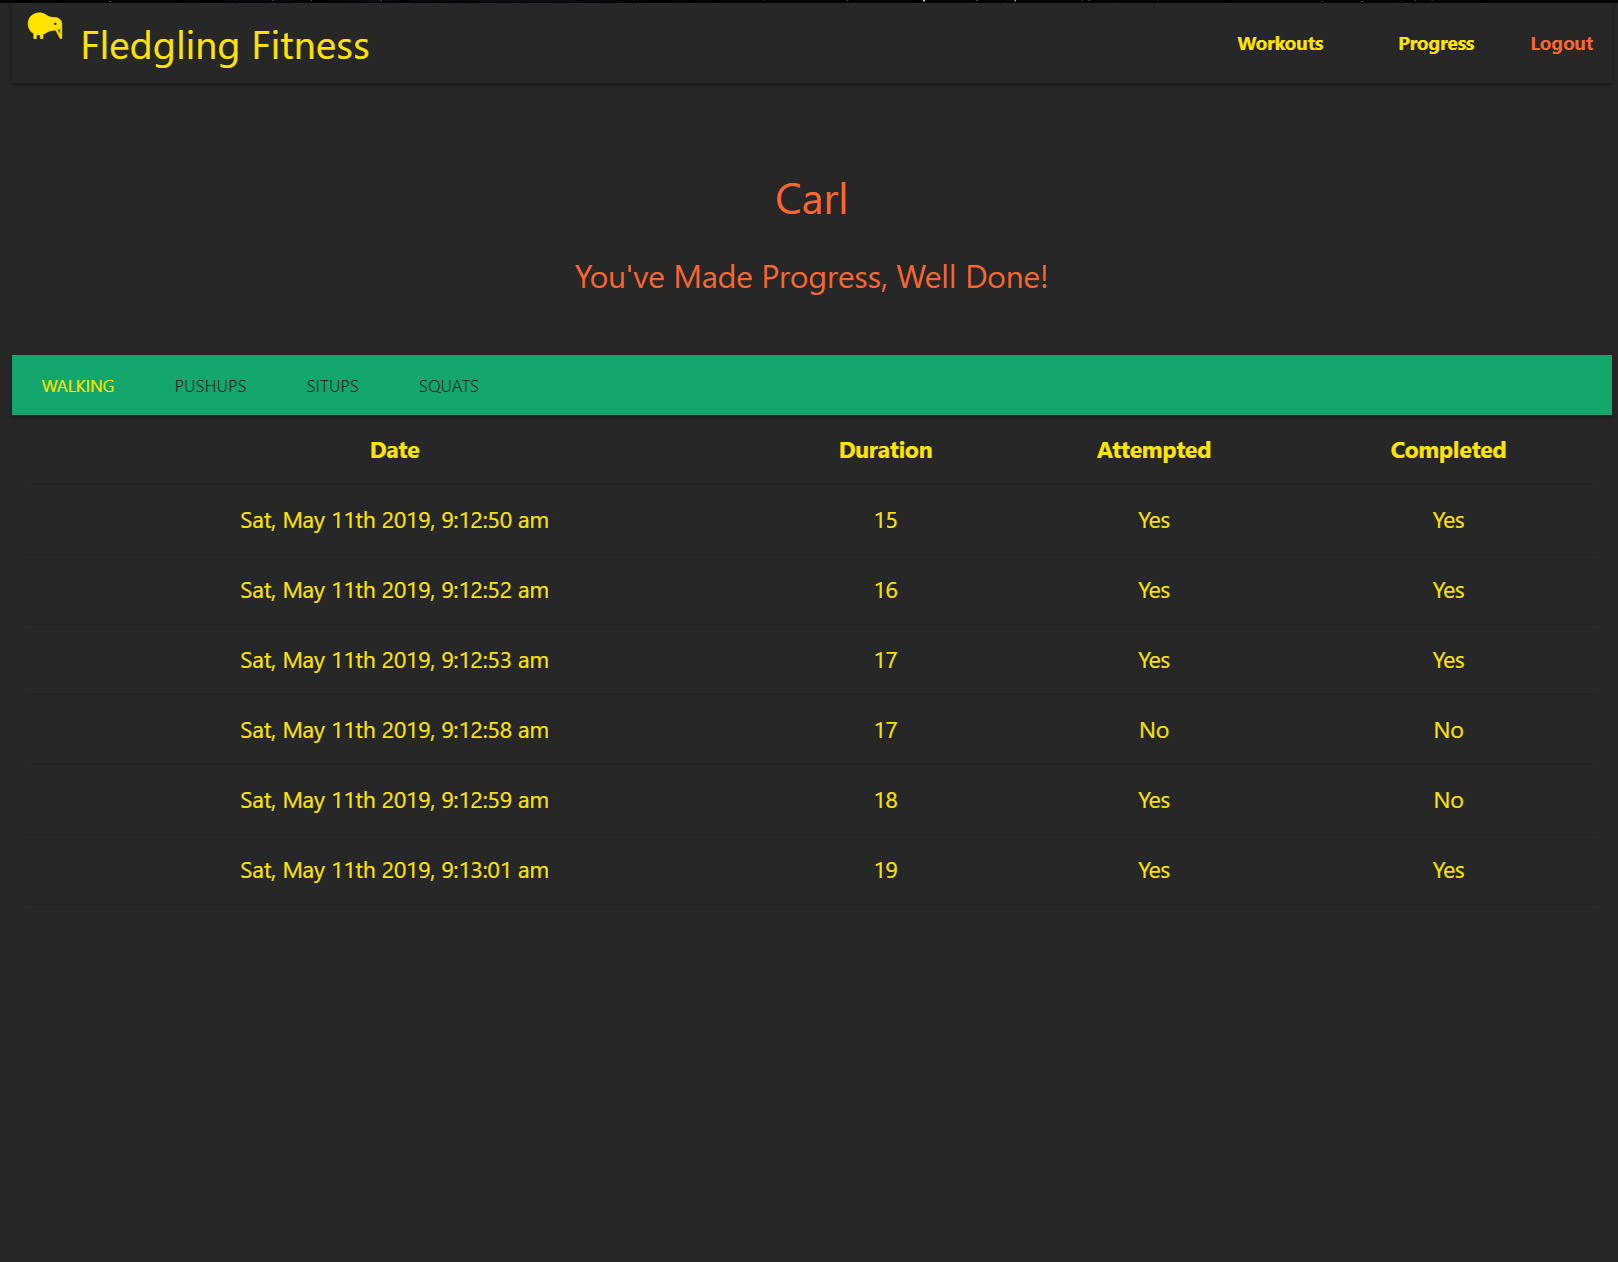 Fledgling Fitness Workouts Progress Logout
Carl
You've Made Progress, Well Done!
WALKING PUSHUPS SITUPS SQUATS
Date Duration Attempted Completed
Sat, May 11th 2019, 9:12:50 am 15 Yes Yes
Sat, May 11th 2019, 9:12:52 am 16 Yes Yes
Sat, May 11th 2019, 9:12:53 am 17 Yes Yes
Sat, May 11th 2019, 9:12:58 am 17 No No
Sat, May 11th 2019, 9:12:59 am 18 Yes No
Sat, May 11th 2019, 9:13:01 am 19 Yes Yes